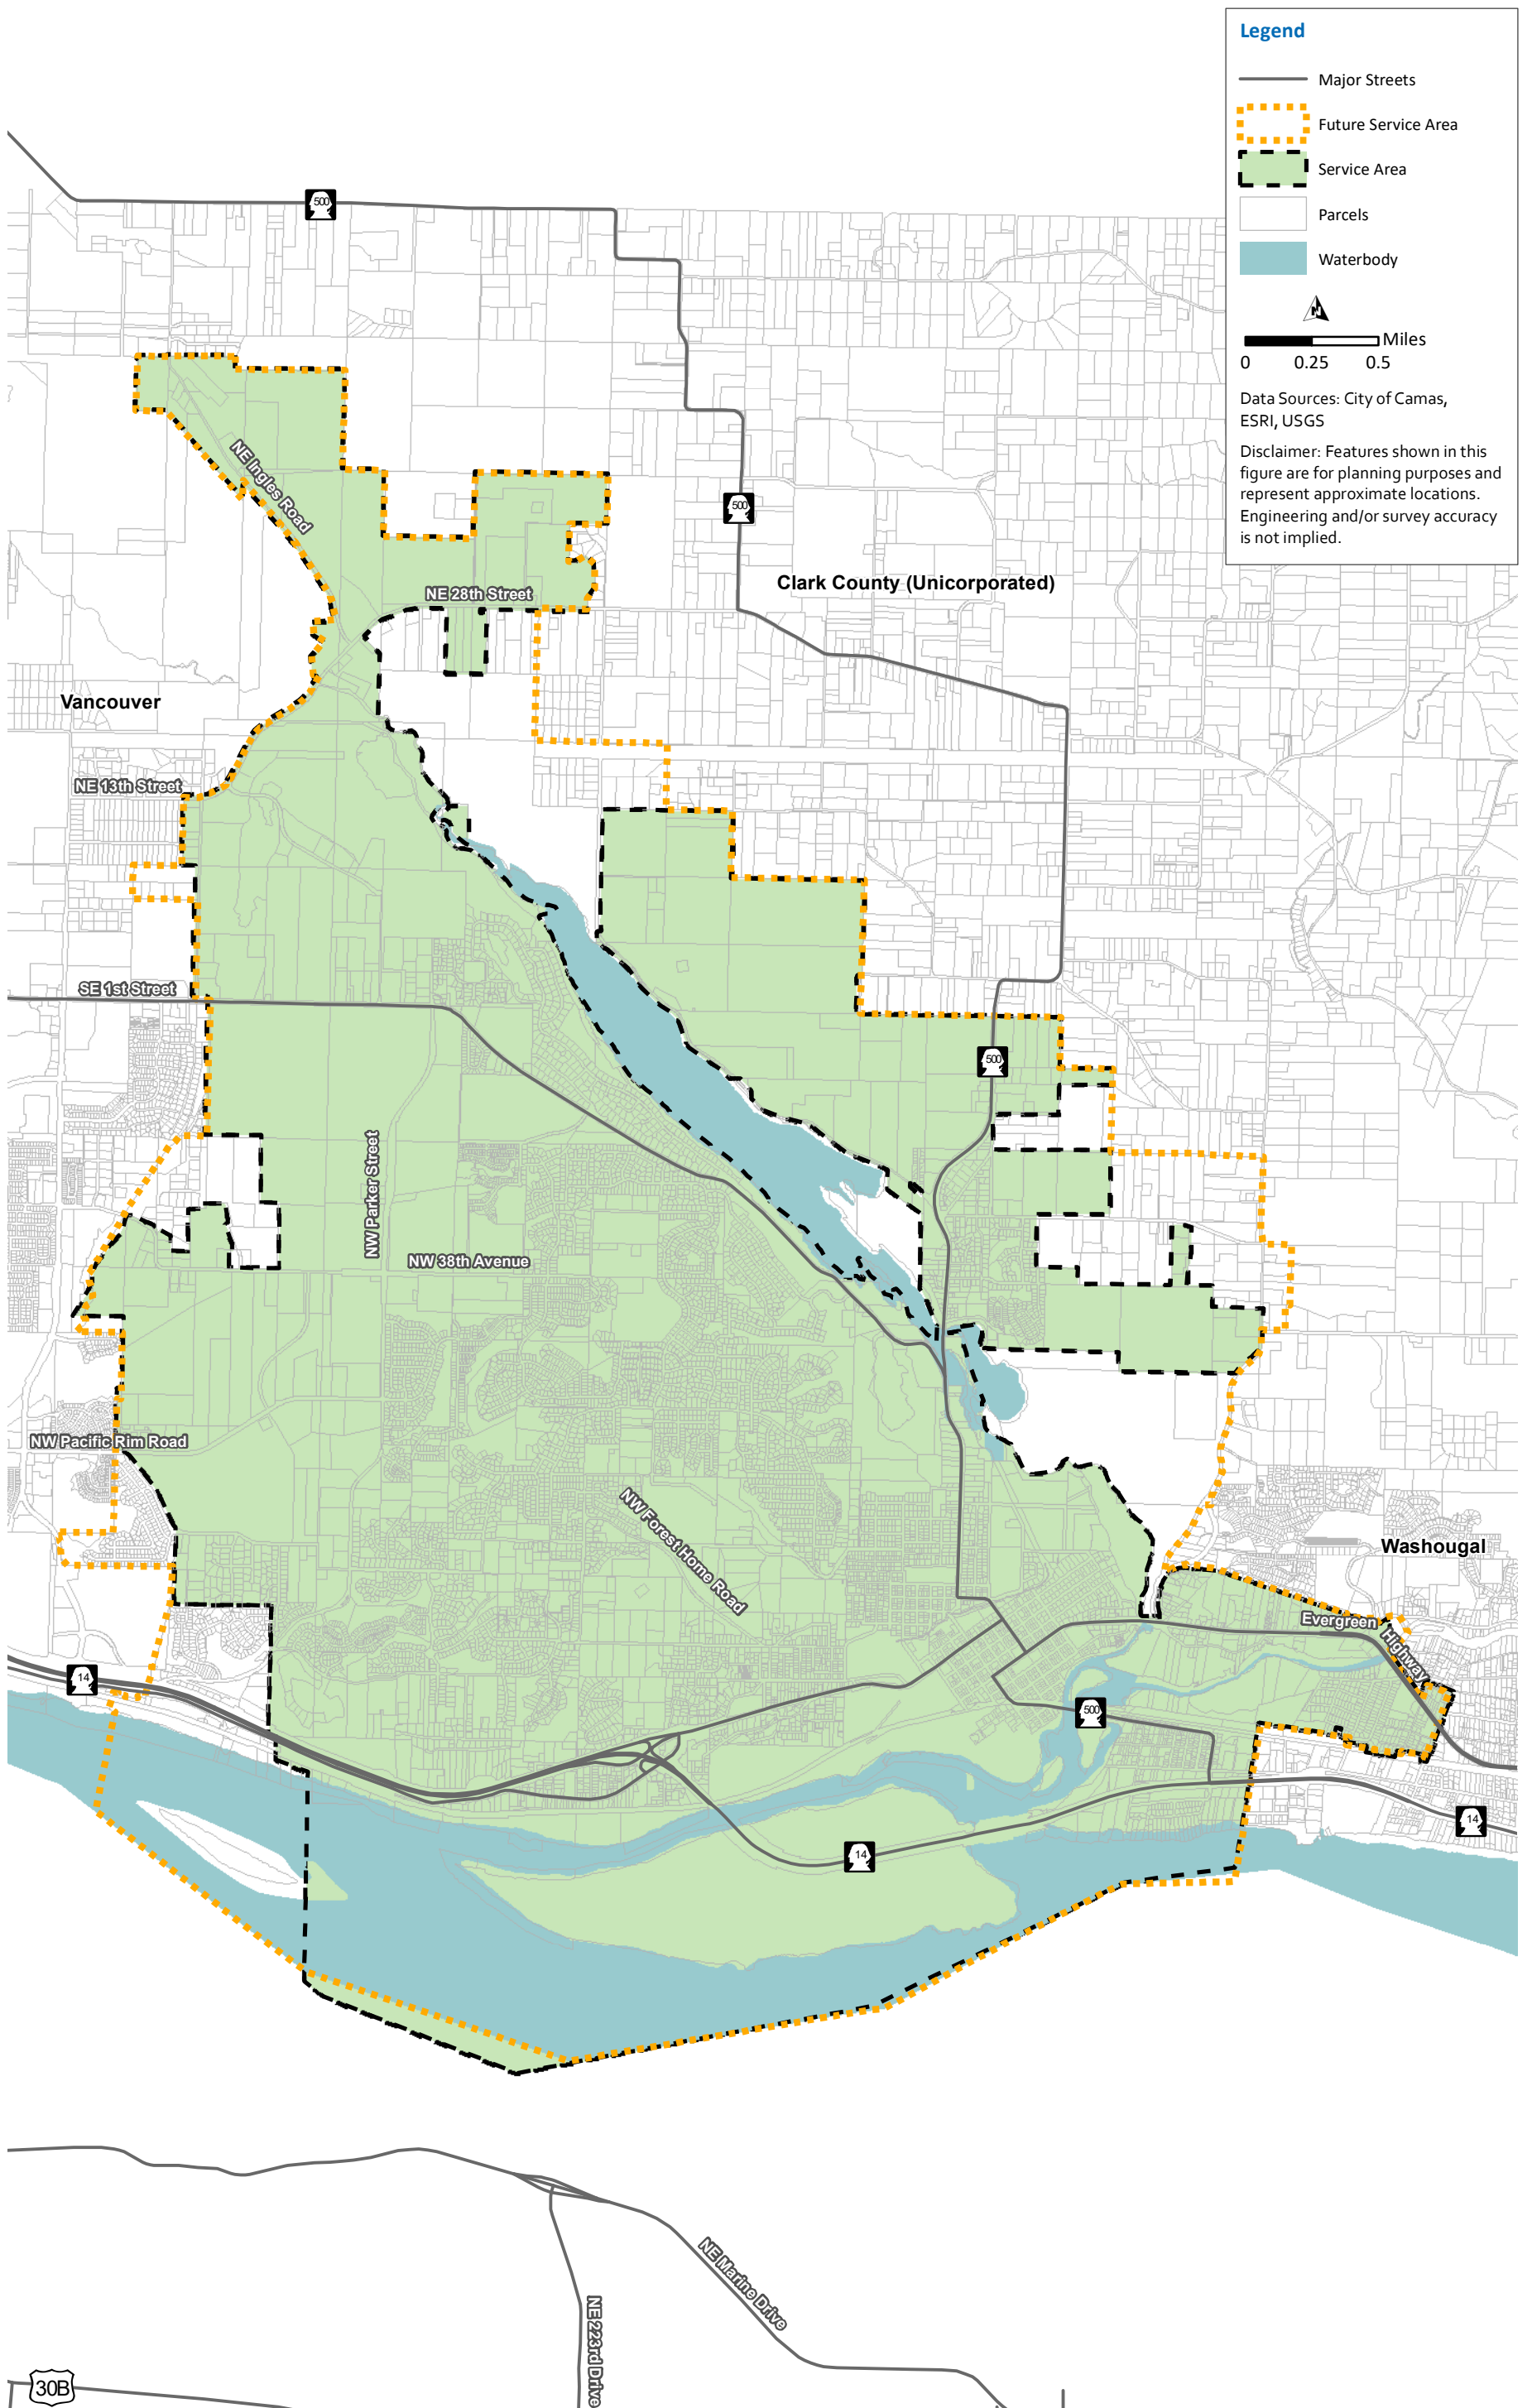 Legend
Major Streets
Future Service Area
Service Area
Parcels
Waterbody
N
Miles
0 0.25 0.5
Data Sources: City of Camas,
ESRI, USGS
Disclaimer: Features shown in this
figure are for planning purposes and
represent approximate locations.
Engineering and/or survey accuracy
is not implied.
500
NE Ingles Road
500
Clark County (Unicorporated)
NE 28th Street
Vancouver
NE 13th Street
SE 1st Street
500
NW Parker Street
NW 38th Avenue
NW Pacific Rim Road
NW Forest Home Road
Washougal
Evergreen Highway
14
500
14
14
NE Marine Drive
NE 223rd Drive
30B